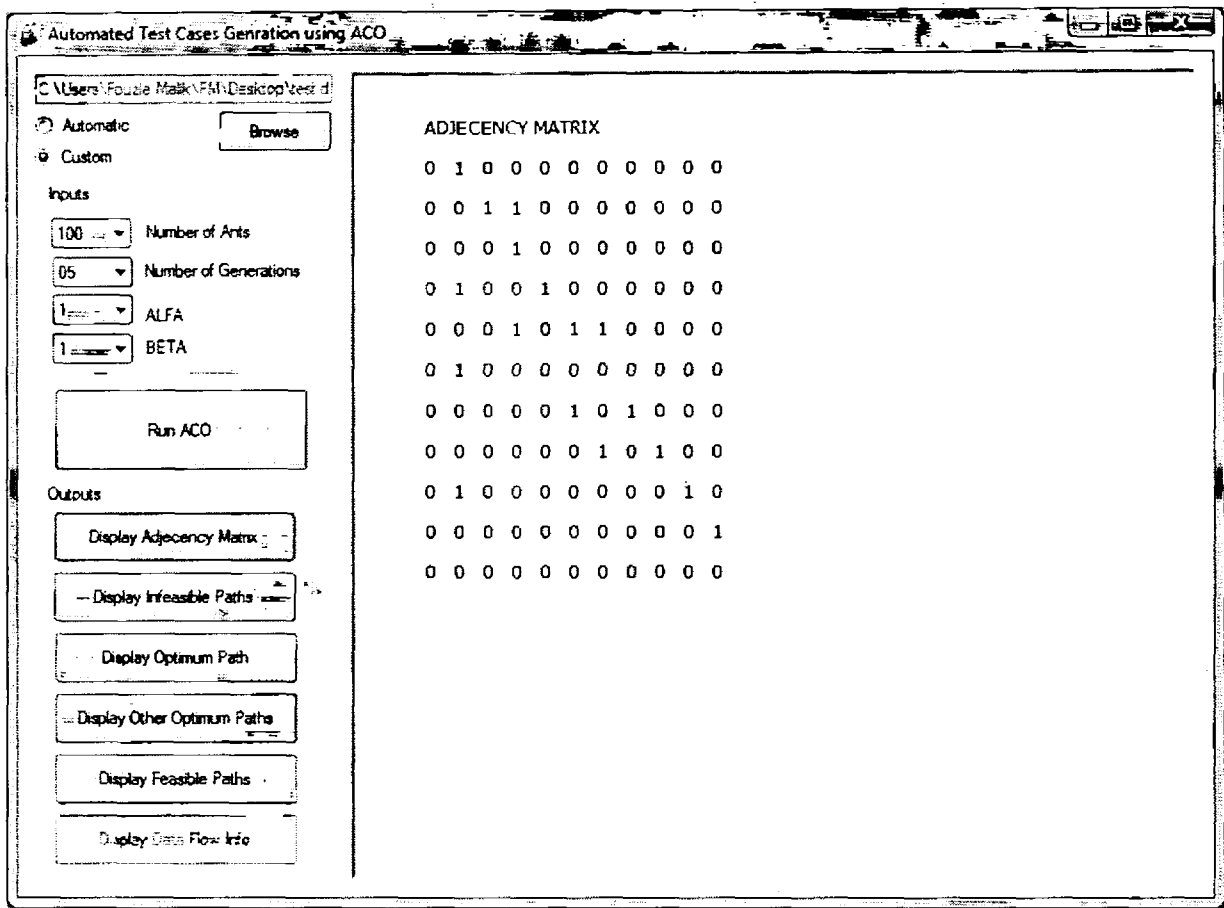 Automated Test Cases Genration using ACO
C:\Users\Fouzie Malik\FM\Desktop\test d
Automatic
Browse
Custom
Inputs
100 Number of Ants
05 Number of Generations
1 ALFA
1 BETA
Run ACO
Outputs
Display Adjecency Matrix
Display Infeasible Paths
Display Optimum Path
Display Other Optimum Paths
Display Feasible Paths
Display Data Flow Info
ADJECENCY MATRIX
0 1 0 0 0 0 0 0 0 0 0
0 0 1 1 0 0 0 0 0 0 0
0 0 0 1 0 0 0 0 0 0 0
0 1 0 0 1 0 0 0 0 0 0
0 0 0 1 0 1 1 0 0 0 0
0 1 0 0 0 0 0 0 0 0 0
0 0 0 0 0 1 0 1 0 0 0
0 0 0 0 0 0 1 0 1 0 0
0 1 0 0 0 0 0 0 0 1 0
0 0 0 0 0 0 0 0 0 0 1
0 0 0 0 0 0 0 0 0 0 0